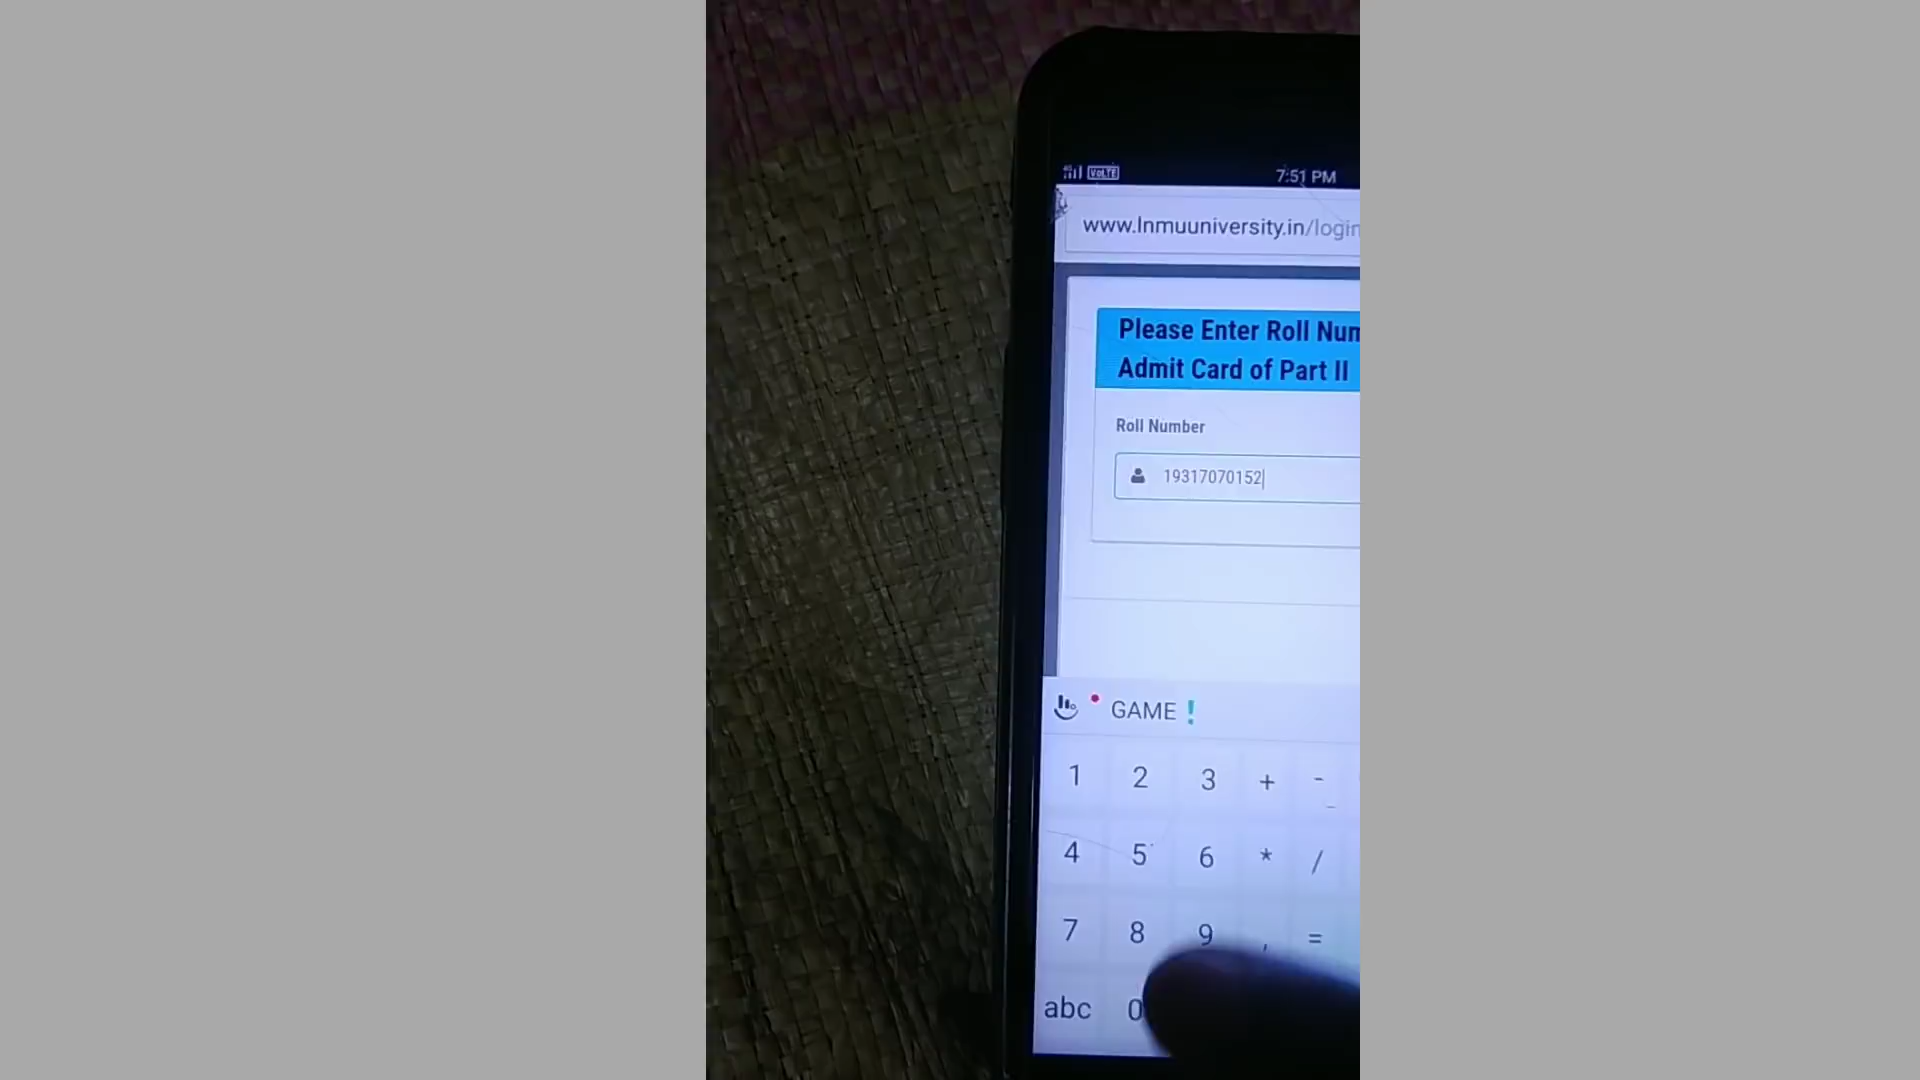 VoLTE 7:51 PM
www.lnmuuniversity.in/login
Please Enter Roll Num
Admit Card of Part II
Roll Number
19317070152
GAME !
1 2 3 + -
4 5 6 * /
7 8 9 , =
abc 0